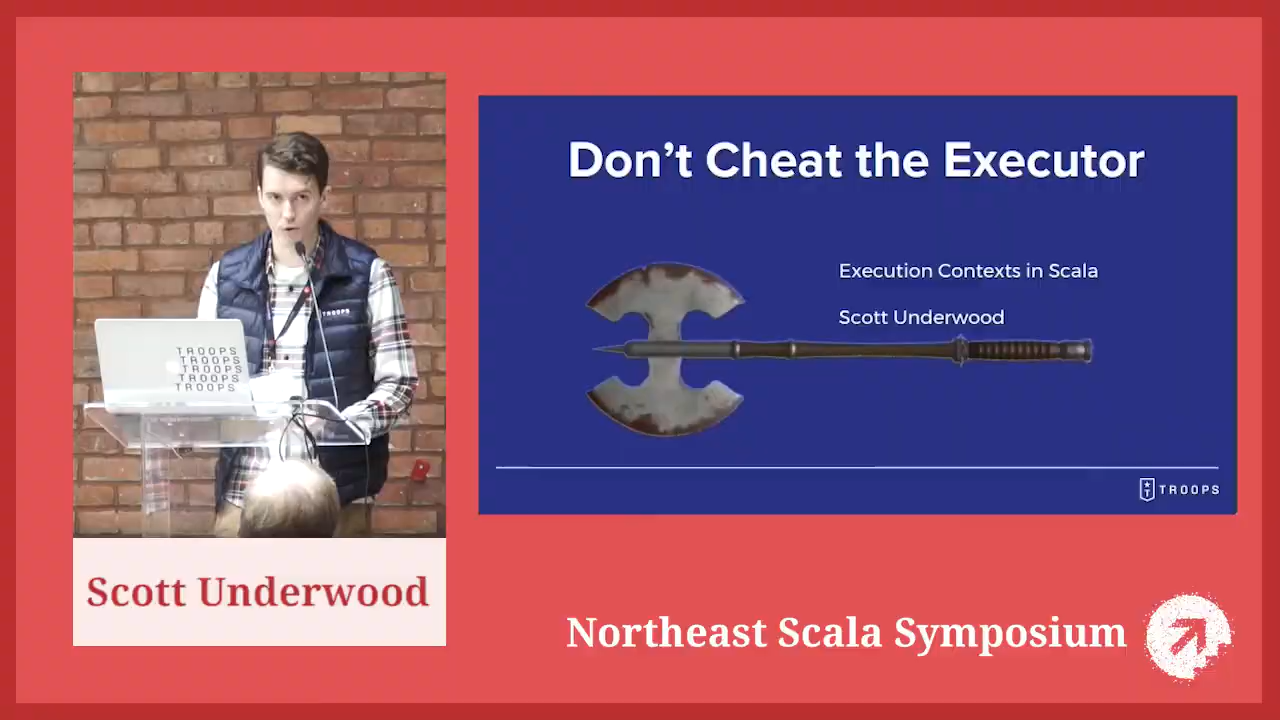 TROOPS
TROOPS
TROOPS
TROOPS
TROOPS
TROOPS
Scott Underwood
Don't Cheat the Executor
Execution Contexts in Scala
Scott Underwood
TROOPS
Northeast Scala Symposium